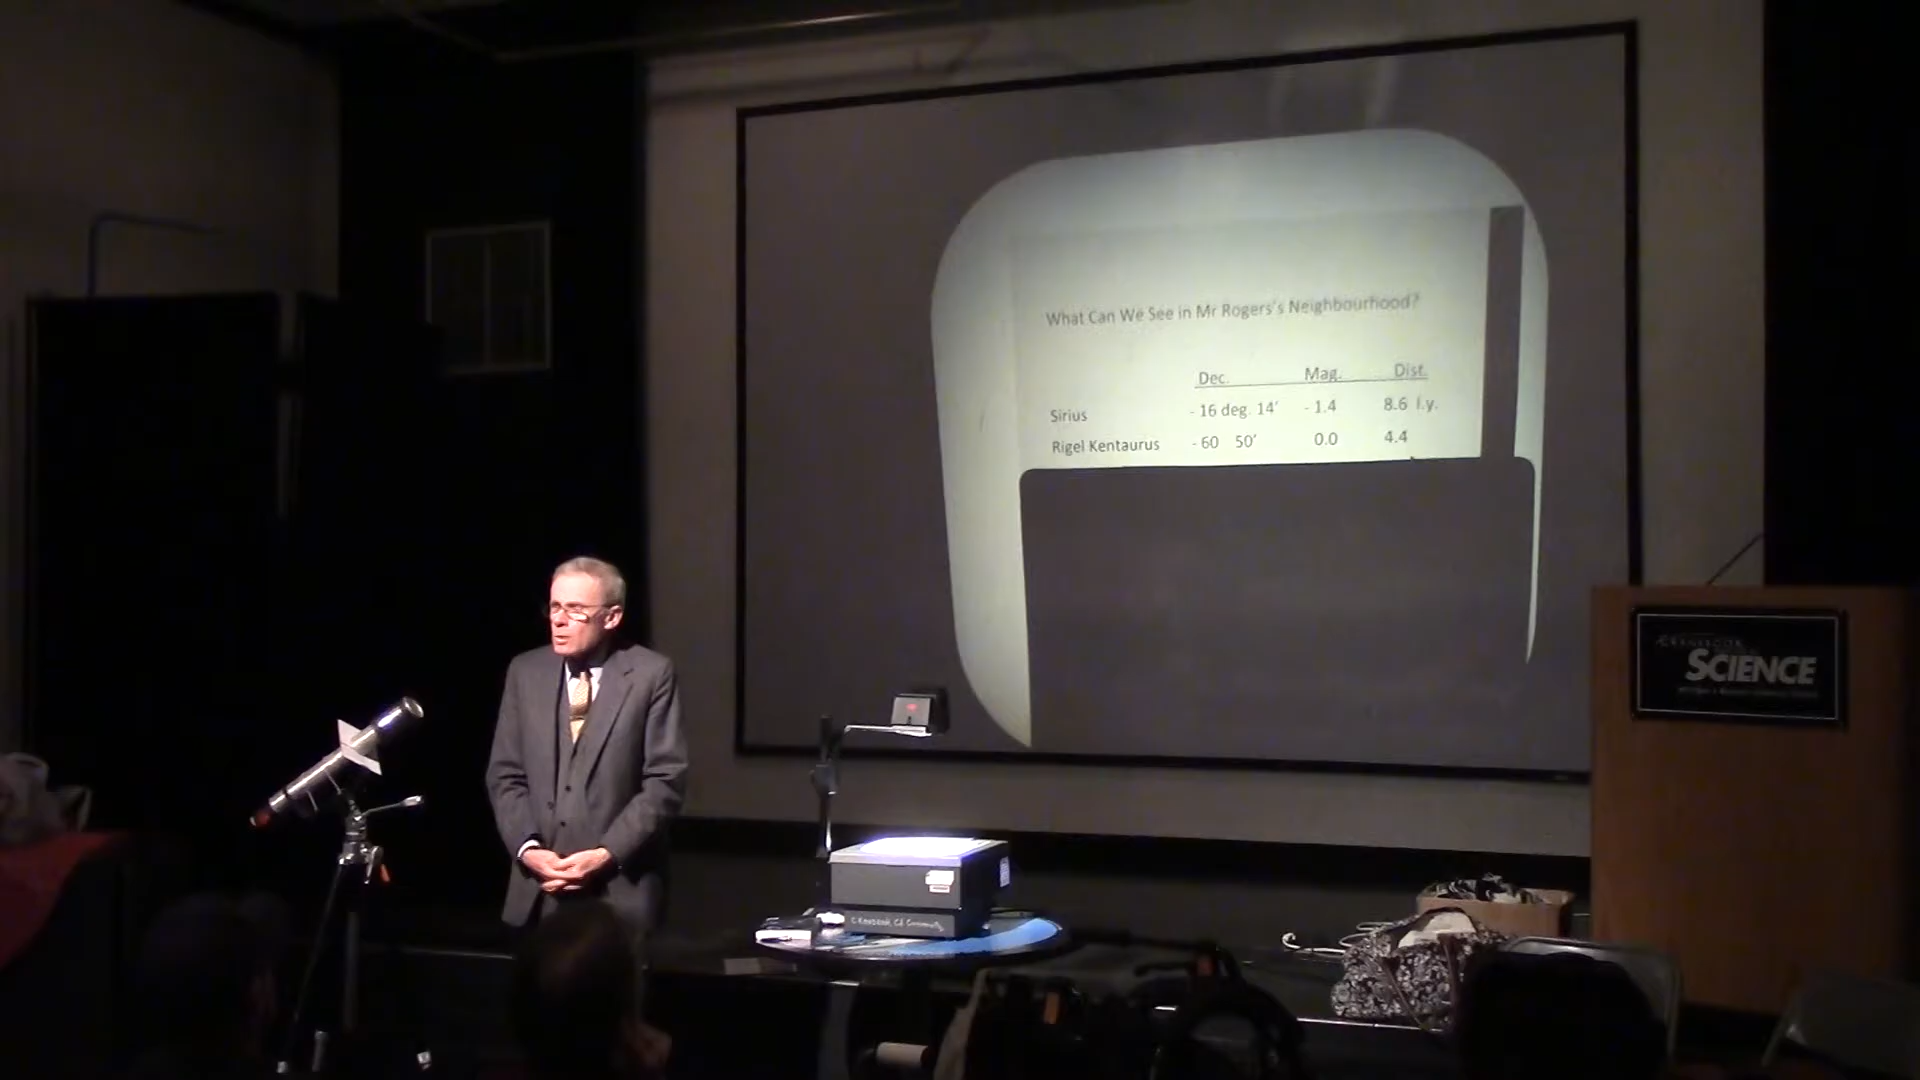 What Can We See in Mr Rogers's Neighbourhood?
Dec. Mag. Dist.
Sirius - 16 deg. 14' - 1.4 8.6 l.y.
Rigel Kentaurus - 60 50' 0.0 4.4
CRANBROOK
SCIENCE